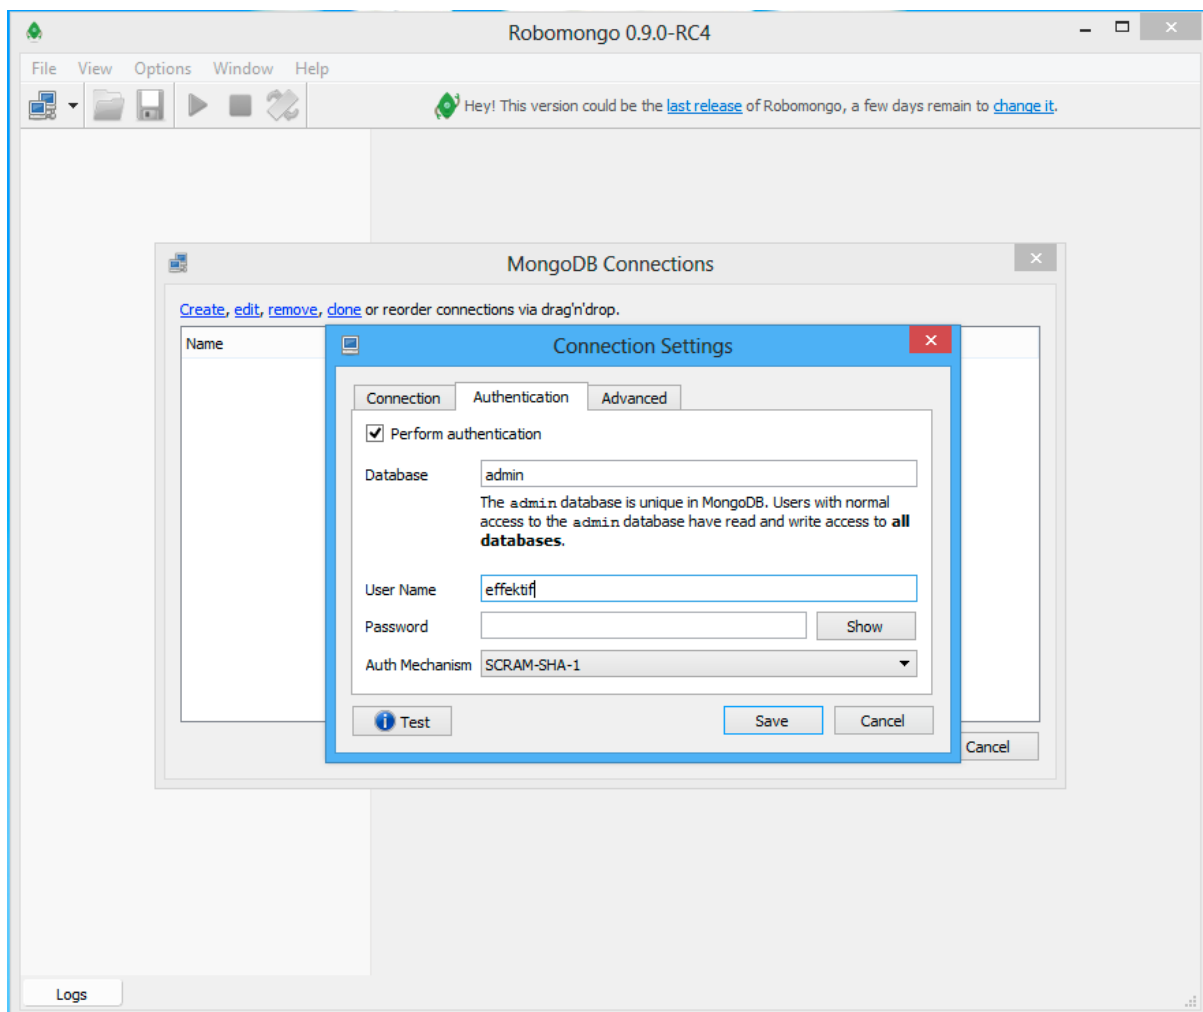 Robomongo 0.9.0-RC4
File View Options Window Help
Hey! This version could be the last release of Robomongo, a few days remain to change it.
MongoDB Connections
Create, edit, remove, clone or reorder connections via drag'n'drop.
Name
Connection Settings
Connection Authentication Advanced
Perform authentication
Database admin
The admin database is unique in MongoDB. Users with normal
access to the admin database have read and write access to all
databases.
User Name effektif
Password Show
Auth Mechanism SCRAM-SHA-1
Test Save Cancel
Cancel
Logs